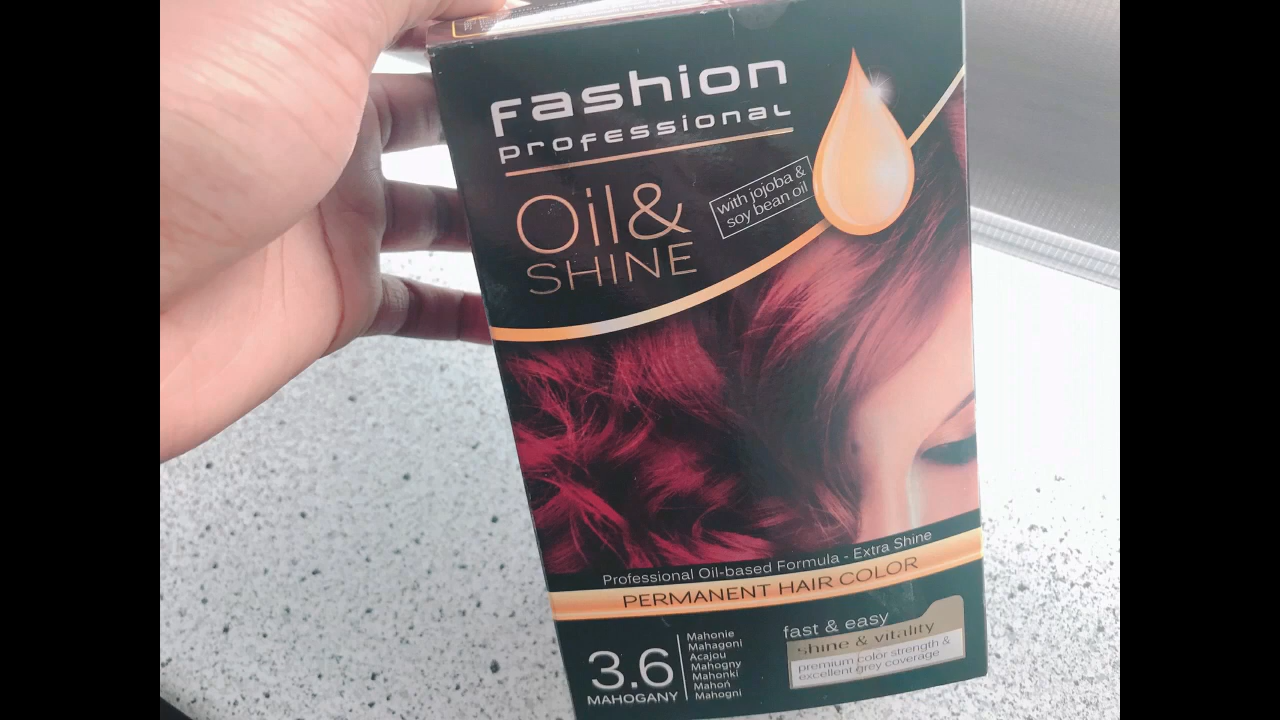 fashion
professional
Oil&
SHINE
with jojoba &
soy bean oil
Professional Oil-based Formula - Extra Shine
PERMANENT HAIR COLOR
3.6
MAHOGANY
Mahonie
Mahagoni
Acajou
Mahogny
Mahonki
Mahoń
Mahogni
fast & easy
shine & vitality
premium color strength &
excellent grey coverage